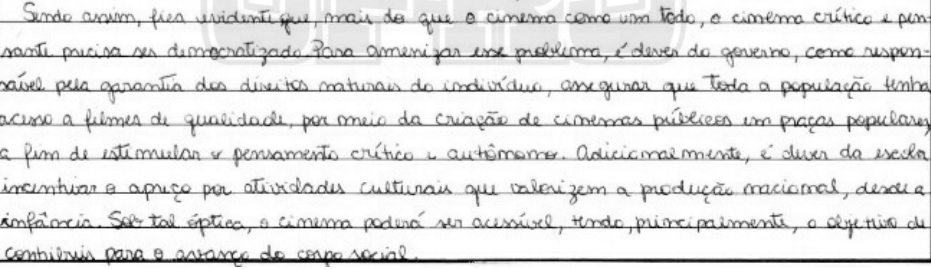 Sendo assim, fica evidente que, mais do que o cinema como um todo, o cinema crítico e pen-
sante precisa ser democratizado. Para amenizar esse problema, é dever do governo, como respon-
sável pela garantia dos direitos naturais do indivíduo, assegurar que toda a população tenha
acesso a filmes de qualidade, por meio da criação de cinemas públicos em praças populares,
a fim de estimular o pensamento crítico e autônomo. Adicionalmente, é dever da escola
incentivar o apreço por atividades culturais que valorizem a produção nacional, desde a
infância. Sob tal óptica, o cinema poderá ser acessível, tendo, principalmente, o objetivo de
contribuir para o avanço do corpo social.